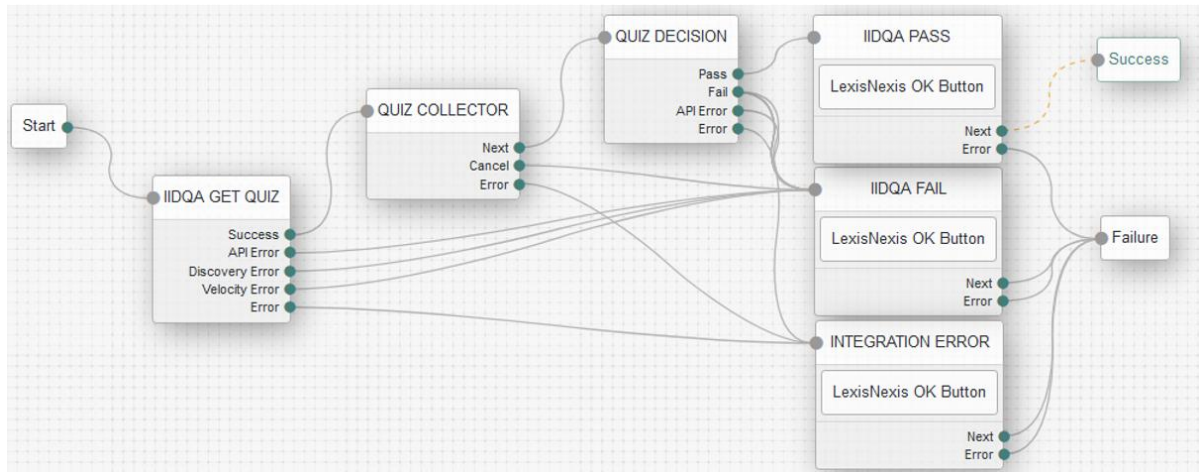 Start
IIDQA GET QUIZ
Success
API Error
Discovery Error
Velocity Error
Error
QUIZ COLLECTOR
Next
Cancel
Error
QUIZ DECISION
Pass
Fail
API Error
Error
IIDQA PASS
LexisNexis OK Button
Next
Error
IIDQA FAIL
LexisNexis OK Button
Next
Error
INTEGRATION ERROR
LexisNexis OK Button
Next
Error
Success
Failure